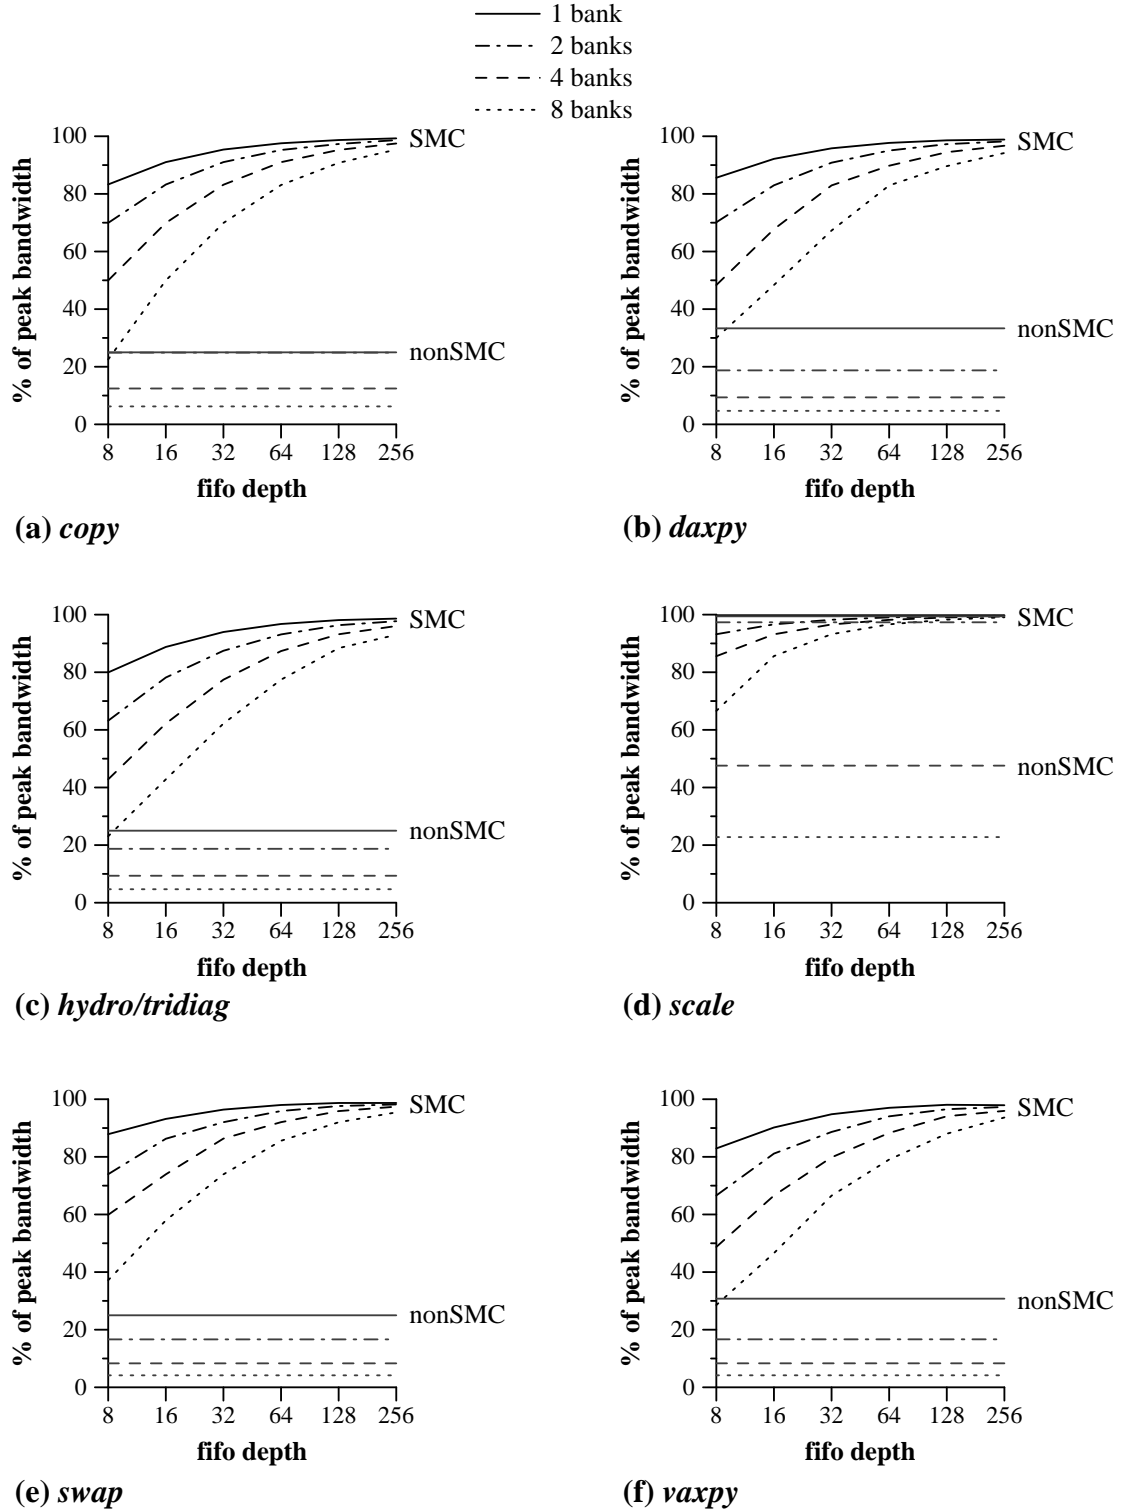 1 bank
2 banks
4 banks
8 banks
100
80
60
40
20
0
% of peak bandwidth
SMC
nonSMC
8 16 32 64 128 256
fifo depth
(a) copy
100
80
60
40
20
0
% of peak bandwidth
SMC
nonSMC
8 16 32 64 128 256
fifo depth
(b) daxpy
100
80
60
40
20
0
% of peak bandwidth
SMC
nonSMC
8 16 32 64 128 256
fifo depth
(c) hydro/tridiag
100
80
60
40
20
0
% of peak bandwidth
SMC
nonSMC
8 16 32 64 128 256
fifo depth
(d) scale
100
80
60
40
20
0
% of peak bandwidth
SMC
nonSMC
8 16 32 64 128 256
fifo depth
(e) swap
100
80
60
40
20
0
% of peak bandwidth
SMC
nonSMC
8 16 32 64 128 256
fifo depth
(f) vaxpy